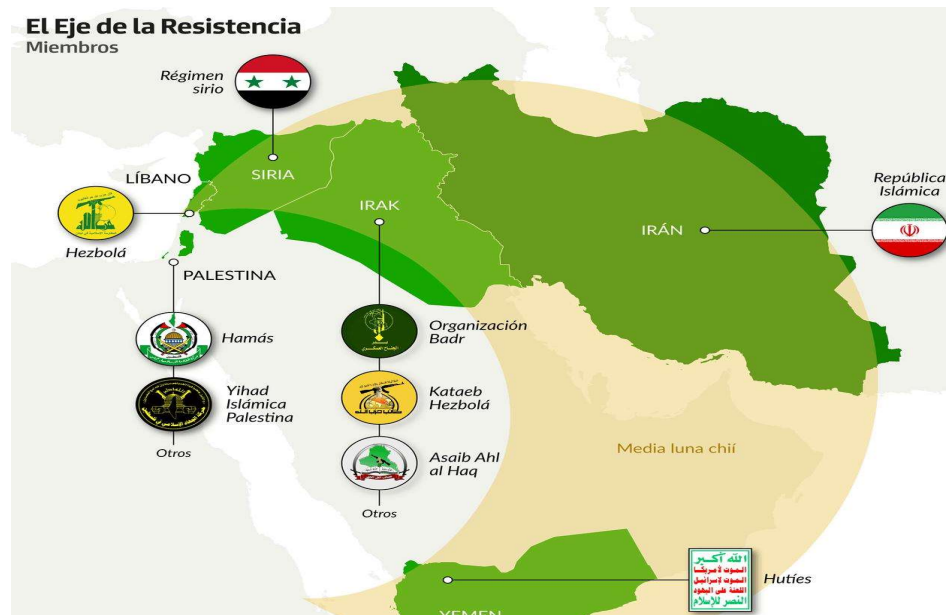 El Eje de la Resistencia
Miembros
Régimen
sirio
LÍBANO
SIRIA
Hezbolá
PALESTINA
IRAK
IRÁN
República
Islámica
Hamás
Yihad
Islámica
Palestina
Otros
Organización
Badr
Kataeb
Hezbolá
Asaib Ahl
al Haq
Otros
Media luna chií
الله أكبر
الموت لأمريكا
الموت لإسرائيل
اللعنة على اليهود
النصر للإسلام
Hutíes
YEMEN